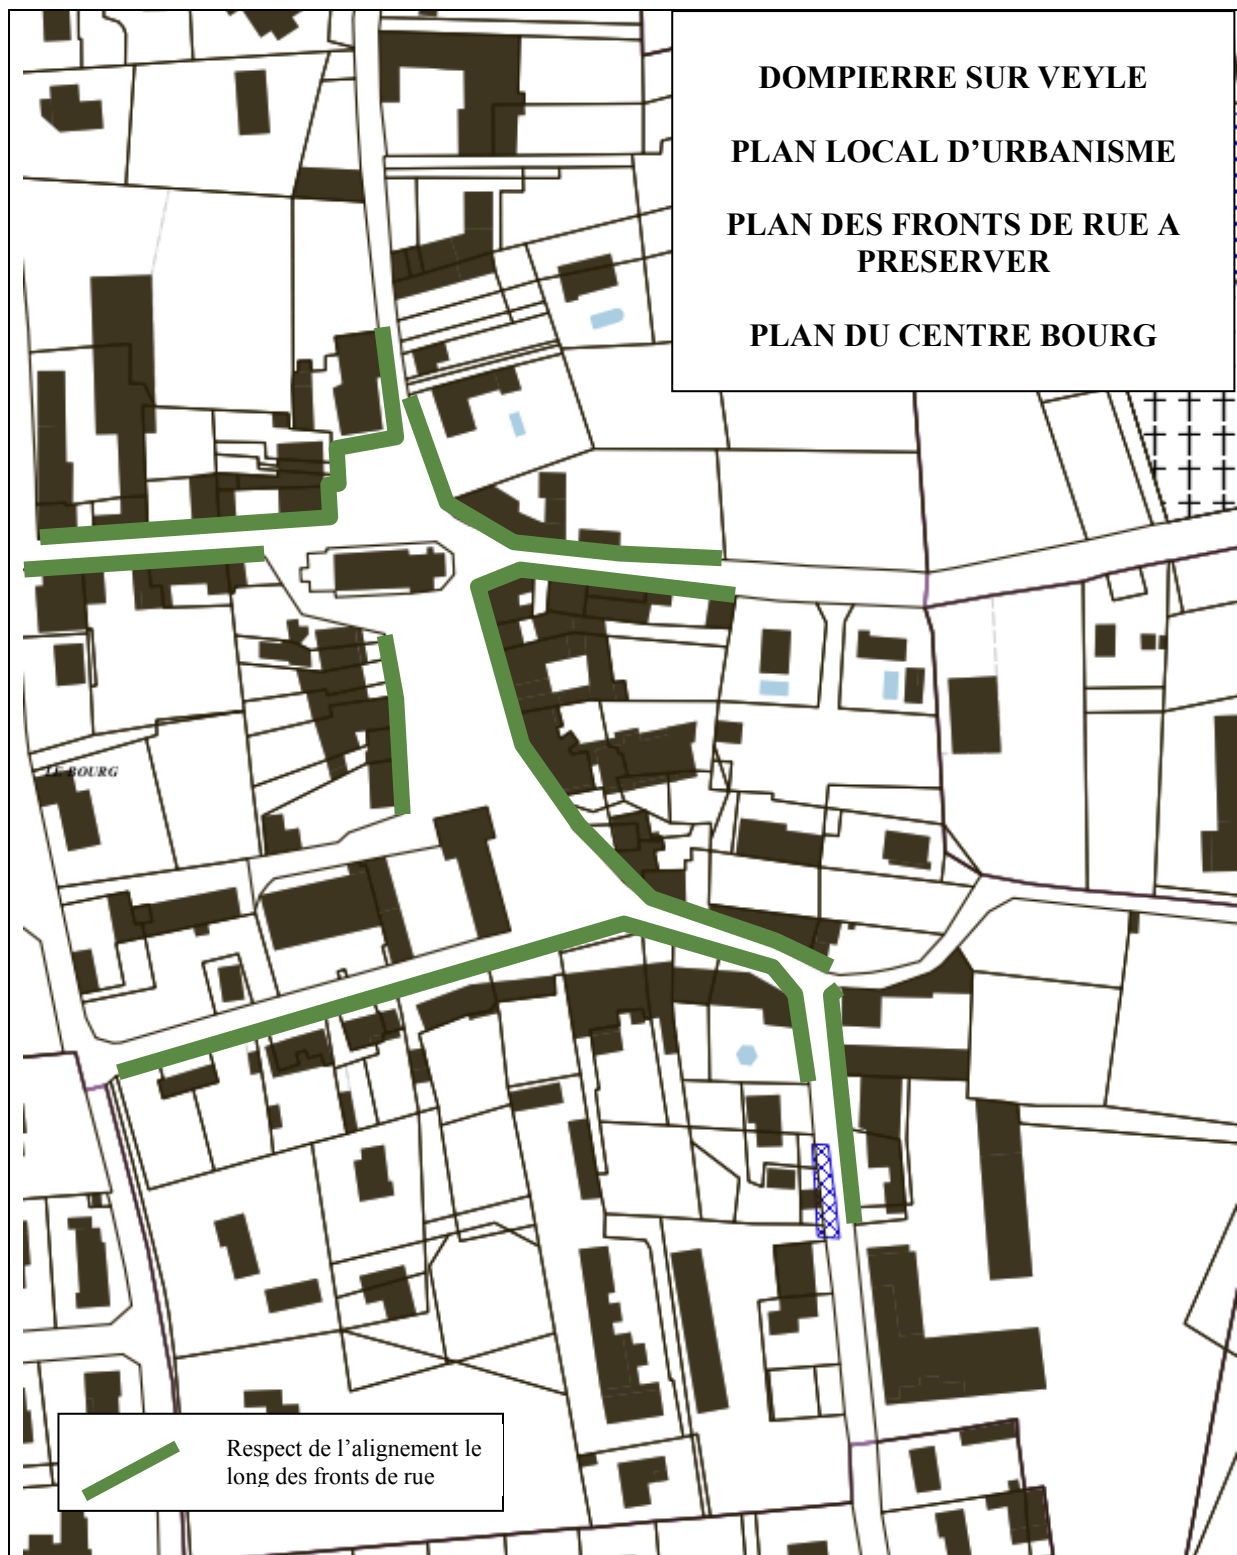 DOMPIERRE SUR VEYLE
PLAN LOCAL D'URBANISME
PLAN DES FRONTS DE RUE A
PRESERVER
PLAN DU CENTRE BOURG
LE BOURG
Respect de l'alignement le
long des fronts de rue